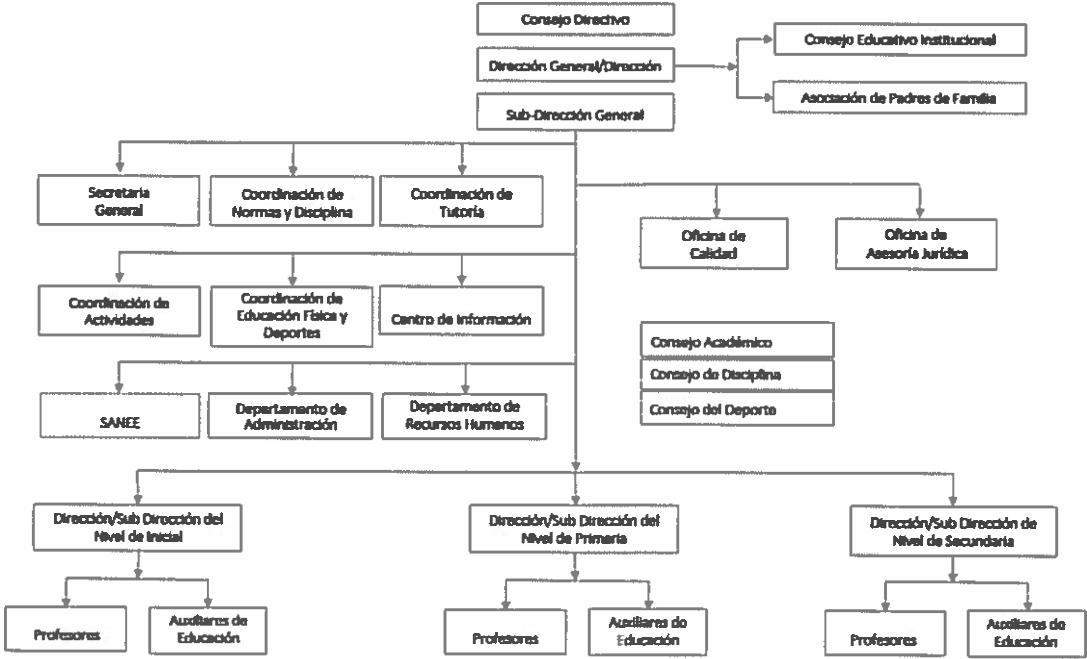 Consejo Directivo
Dirección General/Dirección
Consejo Educativo Institucional
Asociación de Padres de Familia
Sub-Dirección General
Secretaria
General
Coordinación de
Normas y Disciplina
Coordinación de
Tutoría
Oficina de
Calidad
Oficina de
Asesoría Jurídica
Coordinación de
Actividades
Coordinación de
Educación Física y
Deportes
Centro de Información
Consejo Académico
Consejo de Disciplina
Consejo del Deporte
SANEE
Departamento de
Administración
Departamento de
Recursos Humanos
Dirección/Sub Dirección del
Nivel de Inicial
Dirección/Sub Dirección del
Nivel de Primaria
Dirección/Sub Dirección de
Nivel de Secundaria
Profesores
Auxiliares de
Educación
Profesores
Auxiliares de
Educación
Profesores
Auxiliares de
Educación